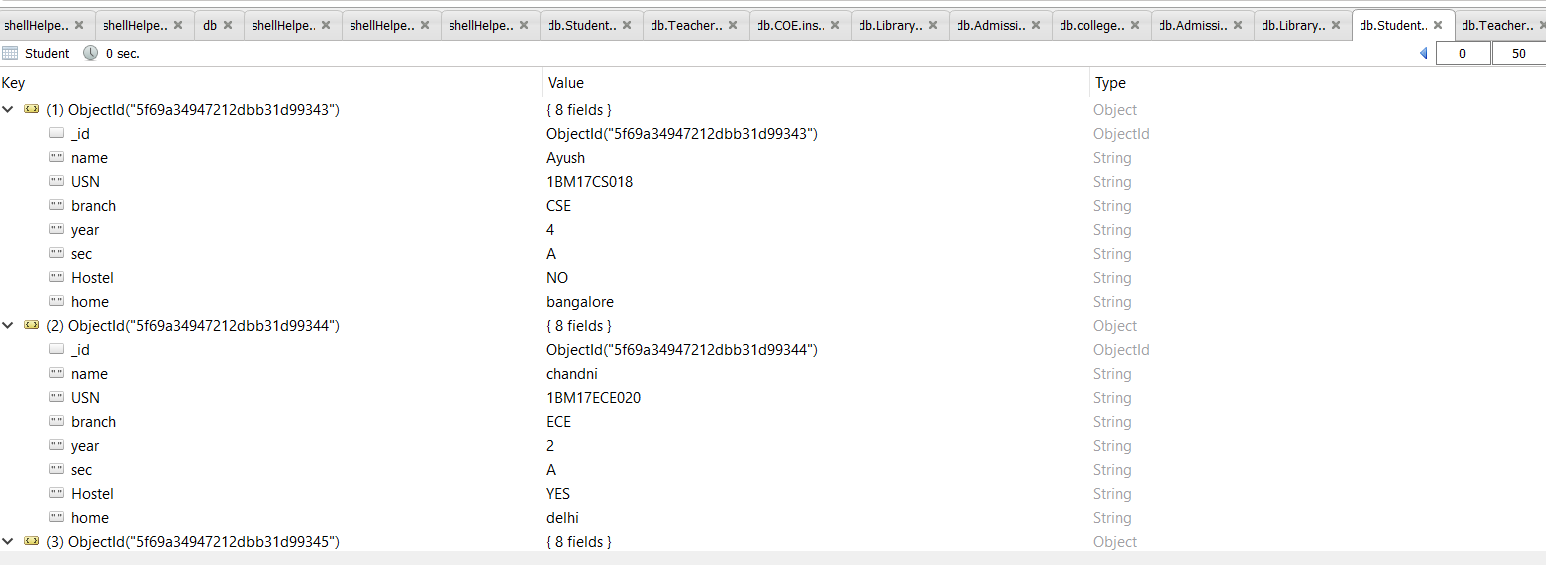 shellHelpe.. shellHelpe.. db shellHelpe.. shellHelpe.. shellHelpe.. db.Student.. db.Teacher.. db.COE.ins.. db.Library.. db.Admissi.. db.college.. db.Admissi.. db.Library.. db.Student.. db.Teacher..
Student 0 sec. 0 50
Key Value Type
(1) ObjectId("5f69a34947212dbb31d99343") { 8 fields } Object
_id ObjectId("5f69a34947212dbb31d99343") ObjectId
name Ayush String
USN 1BM17CS018 String
branch CSE String
year 4 String
sec A String
Hostel NO String
home bangalore String
(2) ObjectId("5f69a34947212dbb31d99344") { 8 fields } Object
_id ObjectId("5f69a34947212dbb31d99344") ObjectId
name chandni String
USN 1BM17ECE020 String
branch ECE String
year 2 String
sec A String
Hostel YES String
home delhi String
(3) ObjectId("5f69a34947212dbb31d99345") { 8 fields } Object